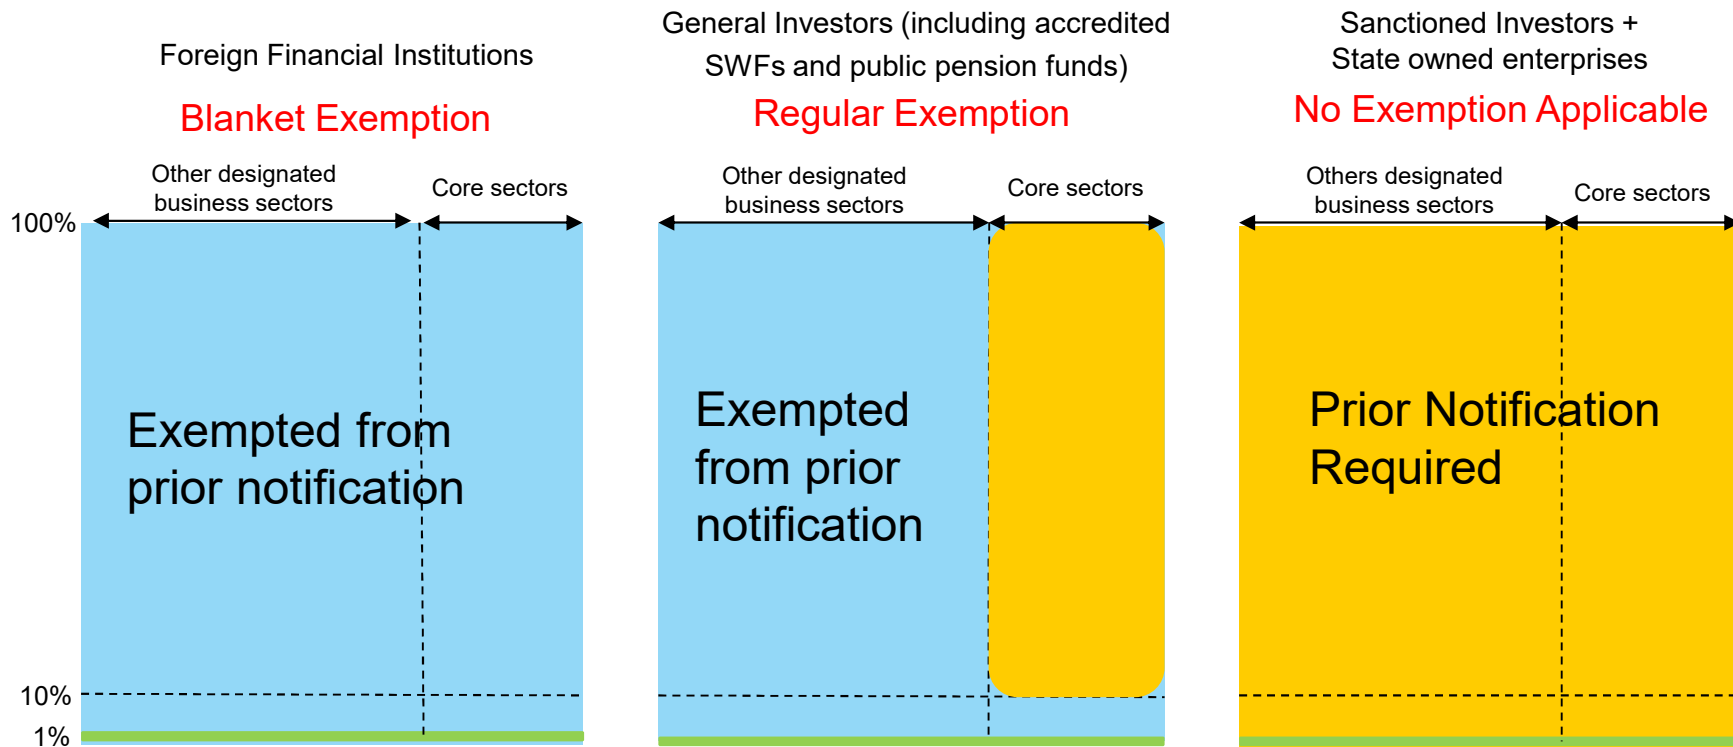 Foreign Financial Institutions
Blanket Exemption
Other designated
business sectors
Core sectors
100%
Exempted from
prior notification
10%
1%
General Investors (including accredited
SWFs and public pension funds)
Regular Exemption
Other designated
business sectors
Core sectors
Exempted
from prior
notification
Sanctioned Investors +
State owned enterprises
No Exemption Applicable
Others designated
business sectors
Core sectors
Prior Notification
Required